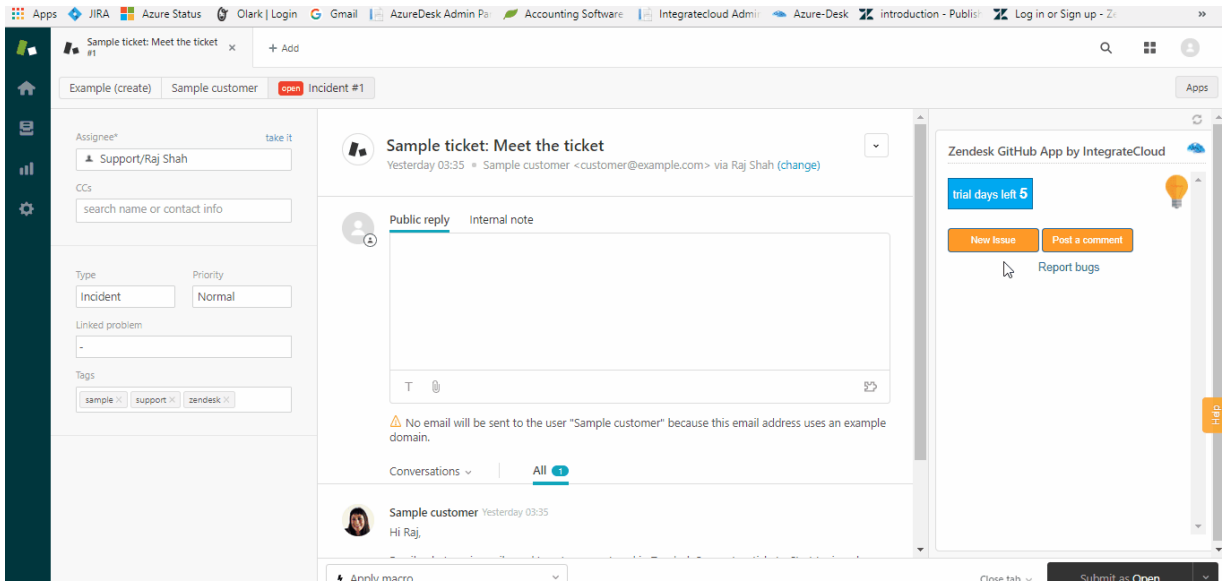 Apps JIRA Azure Status Olark | Login Gmail AzureDesk Admin Pa Accounting Software Integratecloud Admi Azure-Desk introduction - Publis Log in or Sign up - Ze »
Sample ticket: Meet the ticket ×
#1
+ Add
Example (create) Sample customer open Incident #1 Apps
Assignee* take it
Support/Raj Shah
CCs
search name or contact info
Type Priority
Incident Normal
Linked problem
-
Tags
sample × support × zendesk ×
Sample ticket: Meet the ticket
Yesterday 03:35 Sample customer <customer@example.com> via Raj Shah (change)
Public reply Internal note
T
No email will be sent to the user "Sample customer" because this email address uses an example
domain.
Conversations All 1
Sample customer Yesterday 03:35
Hi Raj,
Apply macro
Close tab Submit as Open
Zendesk GitHub App by IntegrateCloud
trial days left 5
New Issue Post a comment
Report bugs
Help